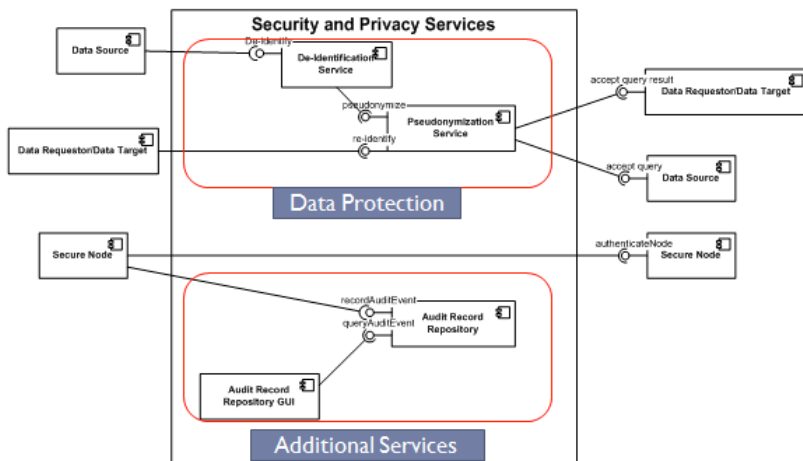 Security and Privacy Services
Data Source
De-Identify
De-Identification
Service
accept query result
Data Requestor/Data Target
pseudonymize
Pseudonymization
Service
Data Requestor/Data Target
re-identify
accept query
Data Source
Data Protection
Secure Node
authenticateNode
Secure Node
recordAuditEvent
Audit Record
Repository
queryAuditEvent
Audit Record
Repository GUI
Additional Services